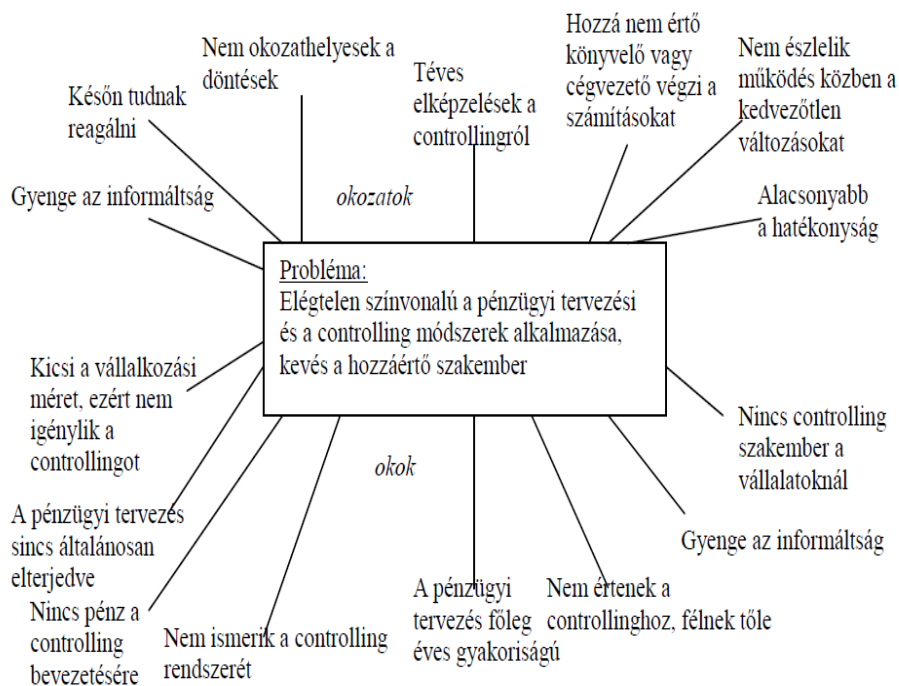 Nem okozathelyesek a
döntések
Téves
elképzelések a
controllingról
Hozzá nem értő
könyvelő vagy
cégvezető végzi a
számításokat
Nem észlelik
működés közben a
kedvezőtlen
változásokat
Későn tudnak
reagálni
Gyenge az informáltság
okozatok
Alacsonyabb
a hatékonyság
Probléma:
Elégtelen színvonalú a pénzügyi tervezési
és a controlling módszerek alkalmazása,
kevés a hozzáértő szakember
Kicsi a vállalkozási
méret, ezért nem
igénylik a
controllingot
okok
Nincs controlling
szakember a
vállalatoknál
A pénzügyi tervezés
sincs általánosan
elterjedve
Gyenge az informáltság
Nincs pénz a
controlling
bevezetésére
Nem ismerik a controlling
rendszerét
A pénzügyi
tervezés főleg
éves gyakoriságú
Nem értenek a
controllinghoz, félnek tőle